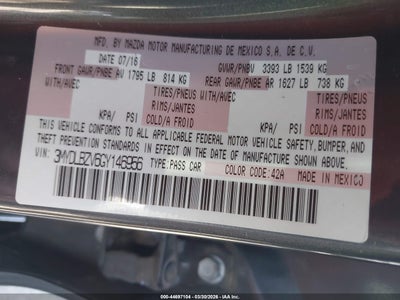 MFD. BY MAZDA MOTOR MANUFACTURING DE MEXICO S.A. DE C.V.
DATE 07/16 GVWR/PNBV 3393 LB 1539 KG
FRONT GAWR/PNBE AV 1795 LB 814 KG REAR GAWR/PNBE AR 1627 LB 738 KG
WITH/AVEC TIRES/PNEUS WITH/AVEC TIRES/PNEUS
RIMS/JANTES RIMS/JANTES
KPA/ PSI COLD/A FROID KPA/ PSI COLD/A FROID
THIS VEHICLE CONFORMS TO ALL APPLICABLE FEDERAL MOTOR VEHICLE SAFETY, BUMPER, AND
THEFT PREVENTION STANDARDS IN EFFECT ON THE DATE OF MANUFACTURE SHOWN ABOVE.
VIN: 3MYDLBZV6GY146966 TYPE: PASS CAR COLOR CODE: 42A MADE IN MEXICO
000-44697104 - 03/30/2026 - IAA Inc.